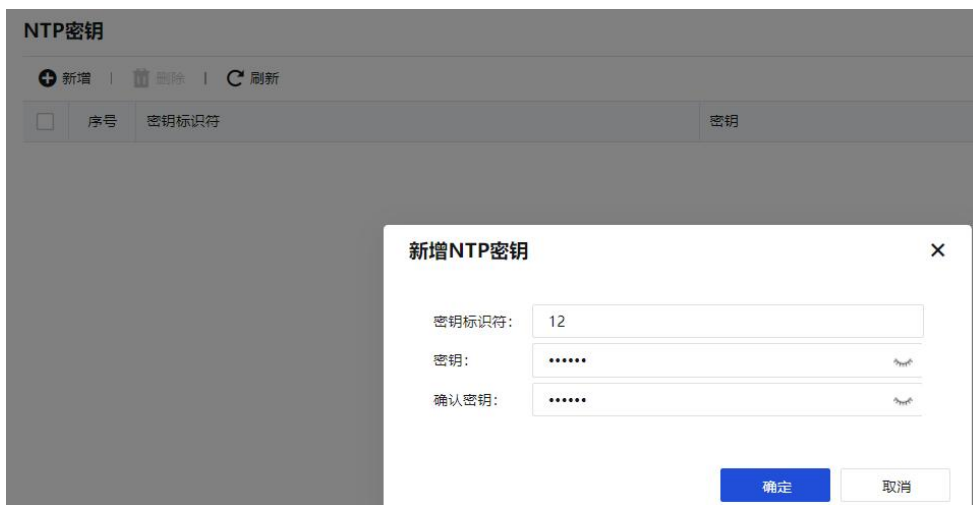 NTP密钥
新增 | 删除 | 刷新
序号 密钥标识符 密钥
新增NTP密钥
密钥标识符： 12
密钥： ••••••
确认密钥： ••••••
确定 取消